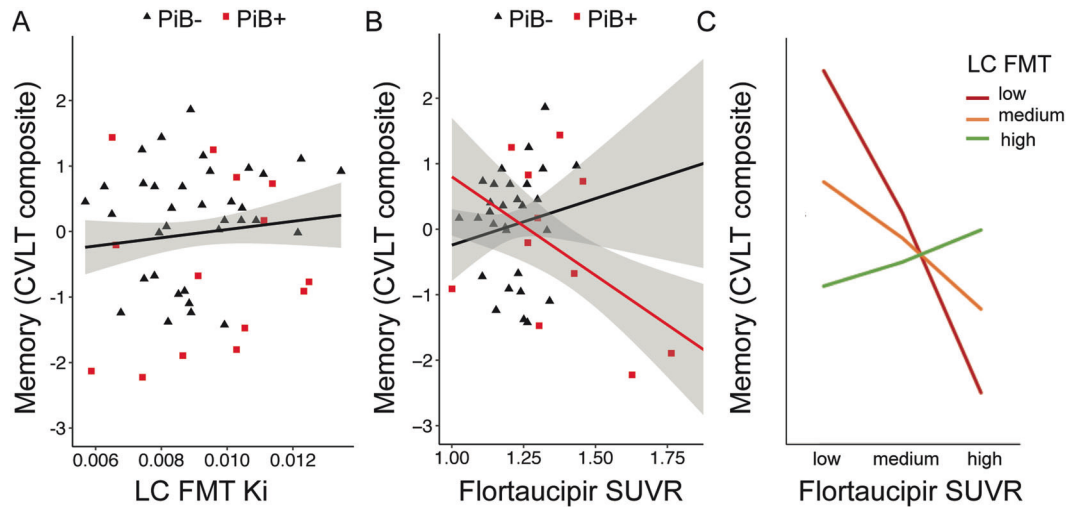 A
▲ PiB- ■ PiB+
Memory (CVLT composite)
2
1
0
-1
-2
-3
0.006 0.008 0.010 0.012
LC FMT Ki
B
▲ PiB- ■ PiB+
Memory (CVLT composite)
2
1
0
−1
−2
−3
1.00 1.25 1.50 1.75
Flortaucipir SUVR
C
Memory (CVLT composite)
LC FMT
low
medium
high
low medium high
Flortaucipir SUVR